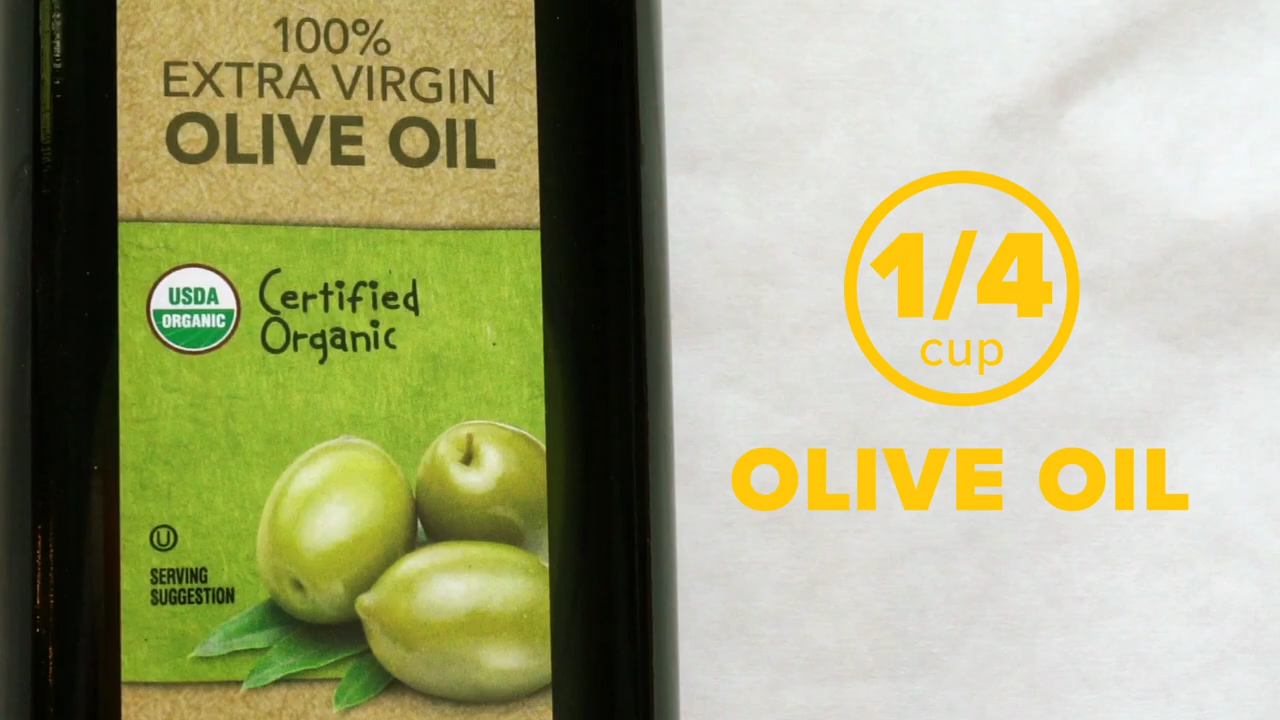 100%
EXTRA VIRGIN
OLIVE OIL
USDA
ORGANIC
Certified
Organic
U
SERVING
SUGGESTION
1/4
cup
OLIVE OIL